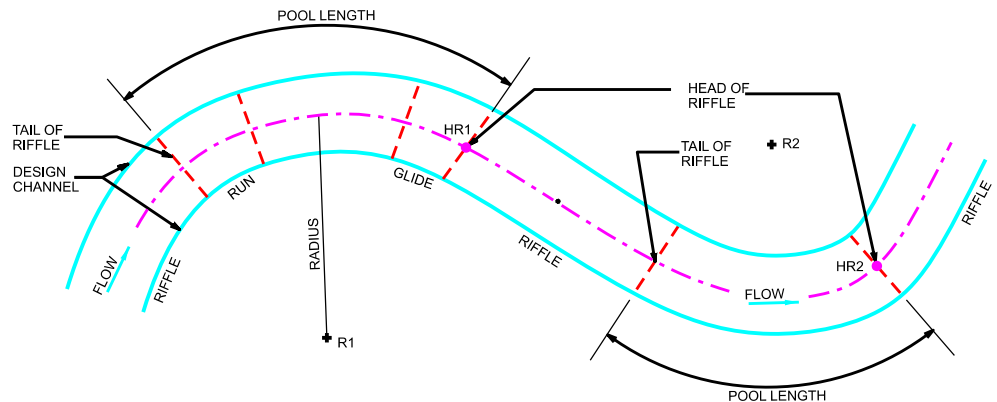 POOL LENGTH
HEAD OF
RIFFLE
TAIL OF
RIFFLE
HR1
R2
TAIL OF
RIFFLE
DESIGN
CHANNEL
RUN
GLIDE
RIFFLE
RADIUS
RIFFLE
FLOW
RIFFLE
HR2
FLOW
R1
POOL LENGTH